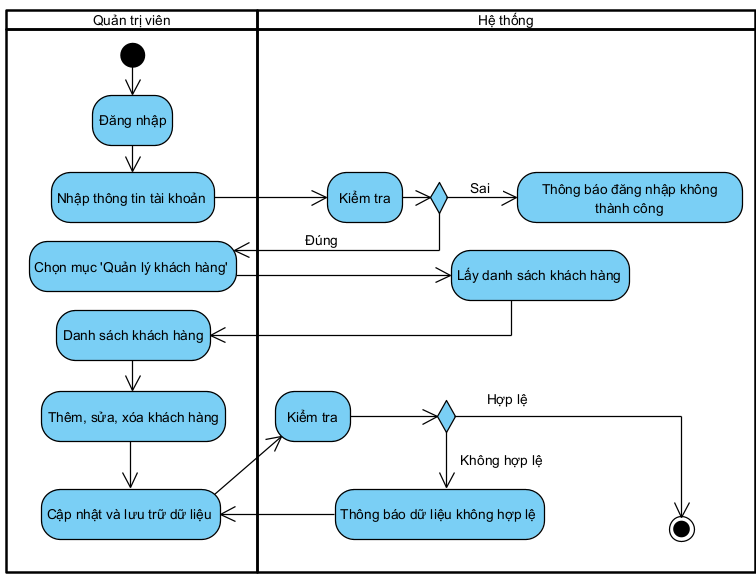 Quản trị viên
Hệ thống
Đăng nhập
Nhập thông tin tài khoản
Kiểm tra
Sai
Thông báo đăng nhập không
thành công
Đúng
Chọn mục 'Quản lý khách hàng'
Lấy danh sách khách hàng
Danh sách khách hàng
Thêm, sửa, xóa khách hàng
Kiểm tra
Hợp lệ
Không hợp lệ
Cập nhật và lưu trữ dữ liệu
Thông báo dữ liệu không hợp lệ